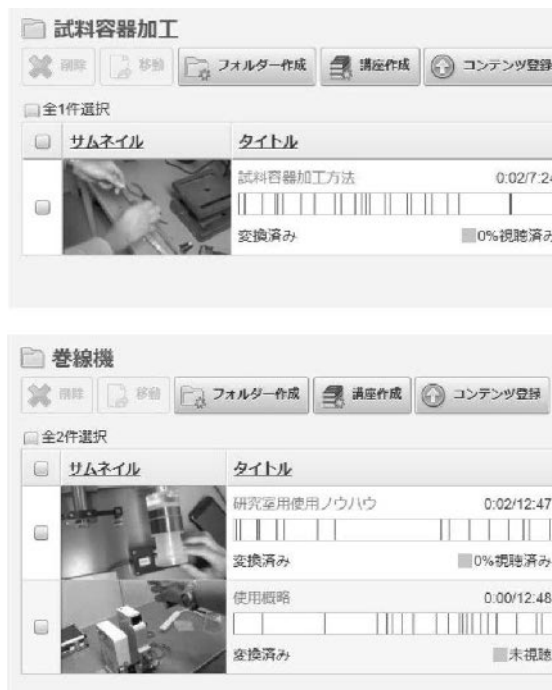 試料容器加工
削除 移動 フォルダー作成 講座作成 コンテンツ登録
全1件選択
サムネイル タイトル
試料容器加工方法 0:02/7:24
変換済み 0%視聴済み
巻線機
削除 移動 フォルダー作成 講座作成 コンテンツ登録
全2件選択
サムネイル タイトル
研究室用使用ノウハウ 0:02/12:47
変換済み 0%視聴済み
使用概略 0:00/12:48
変換済み 未視聴